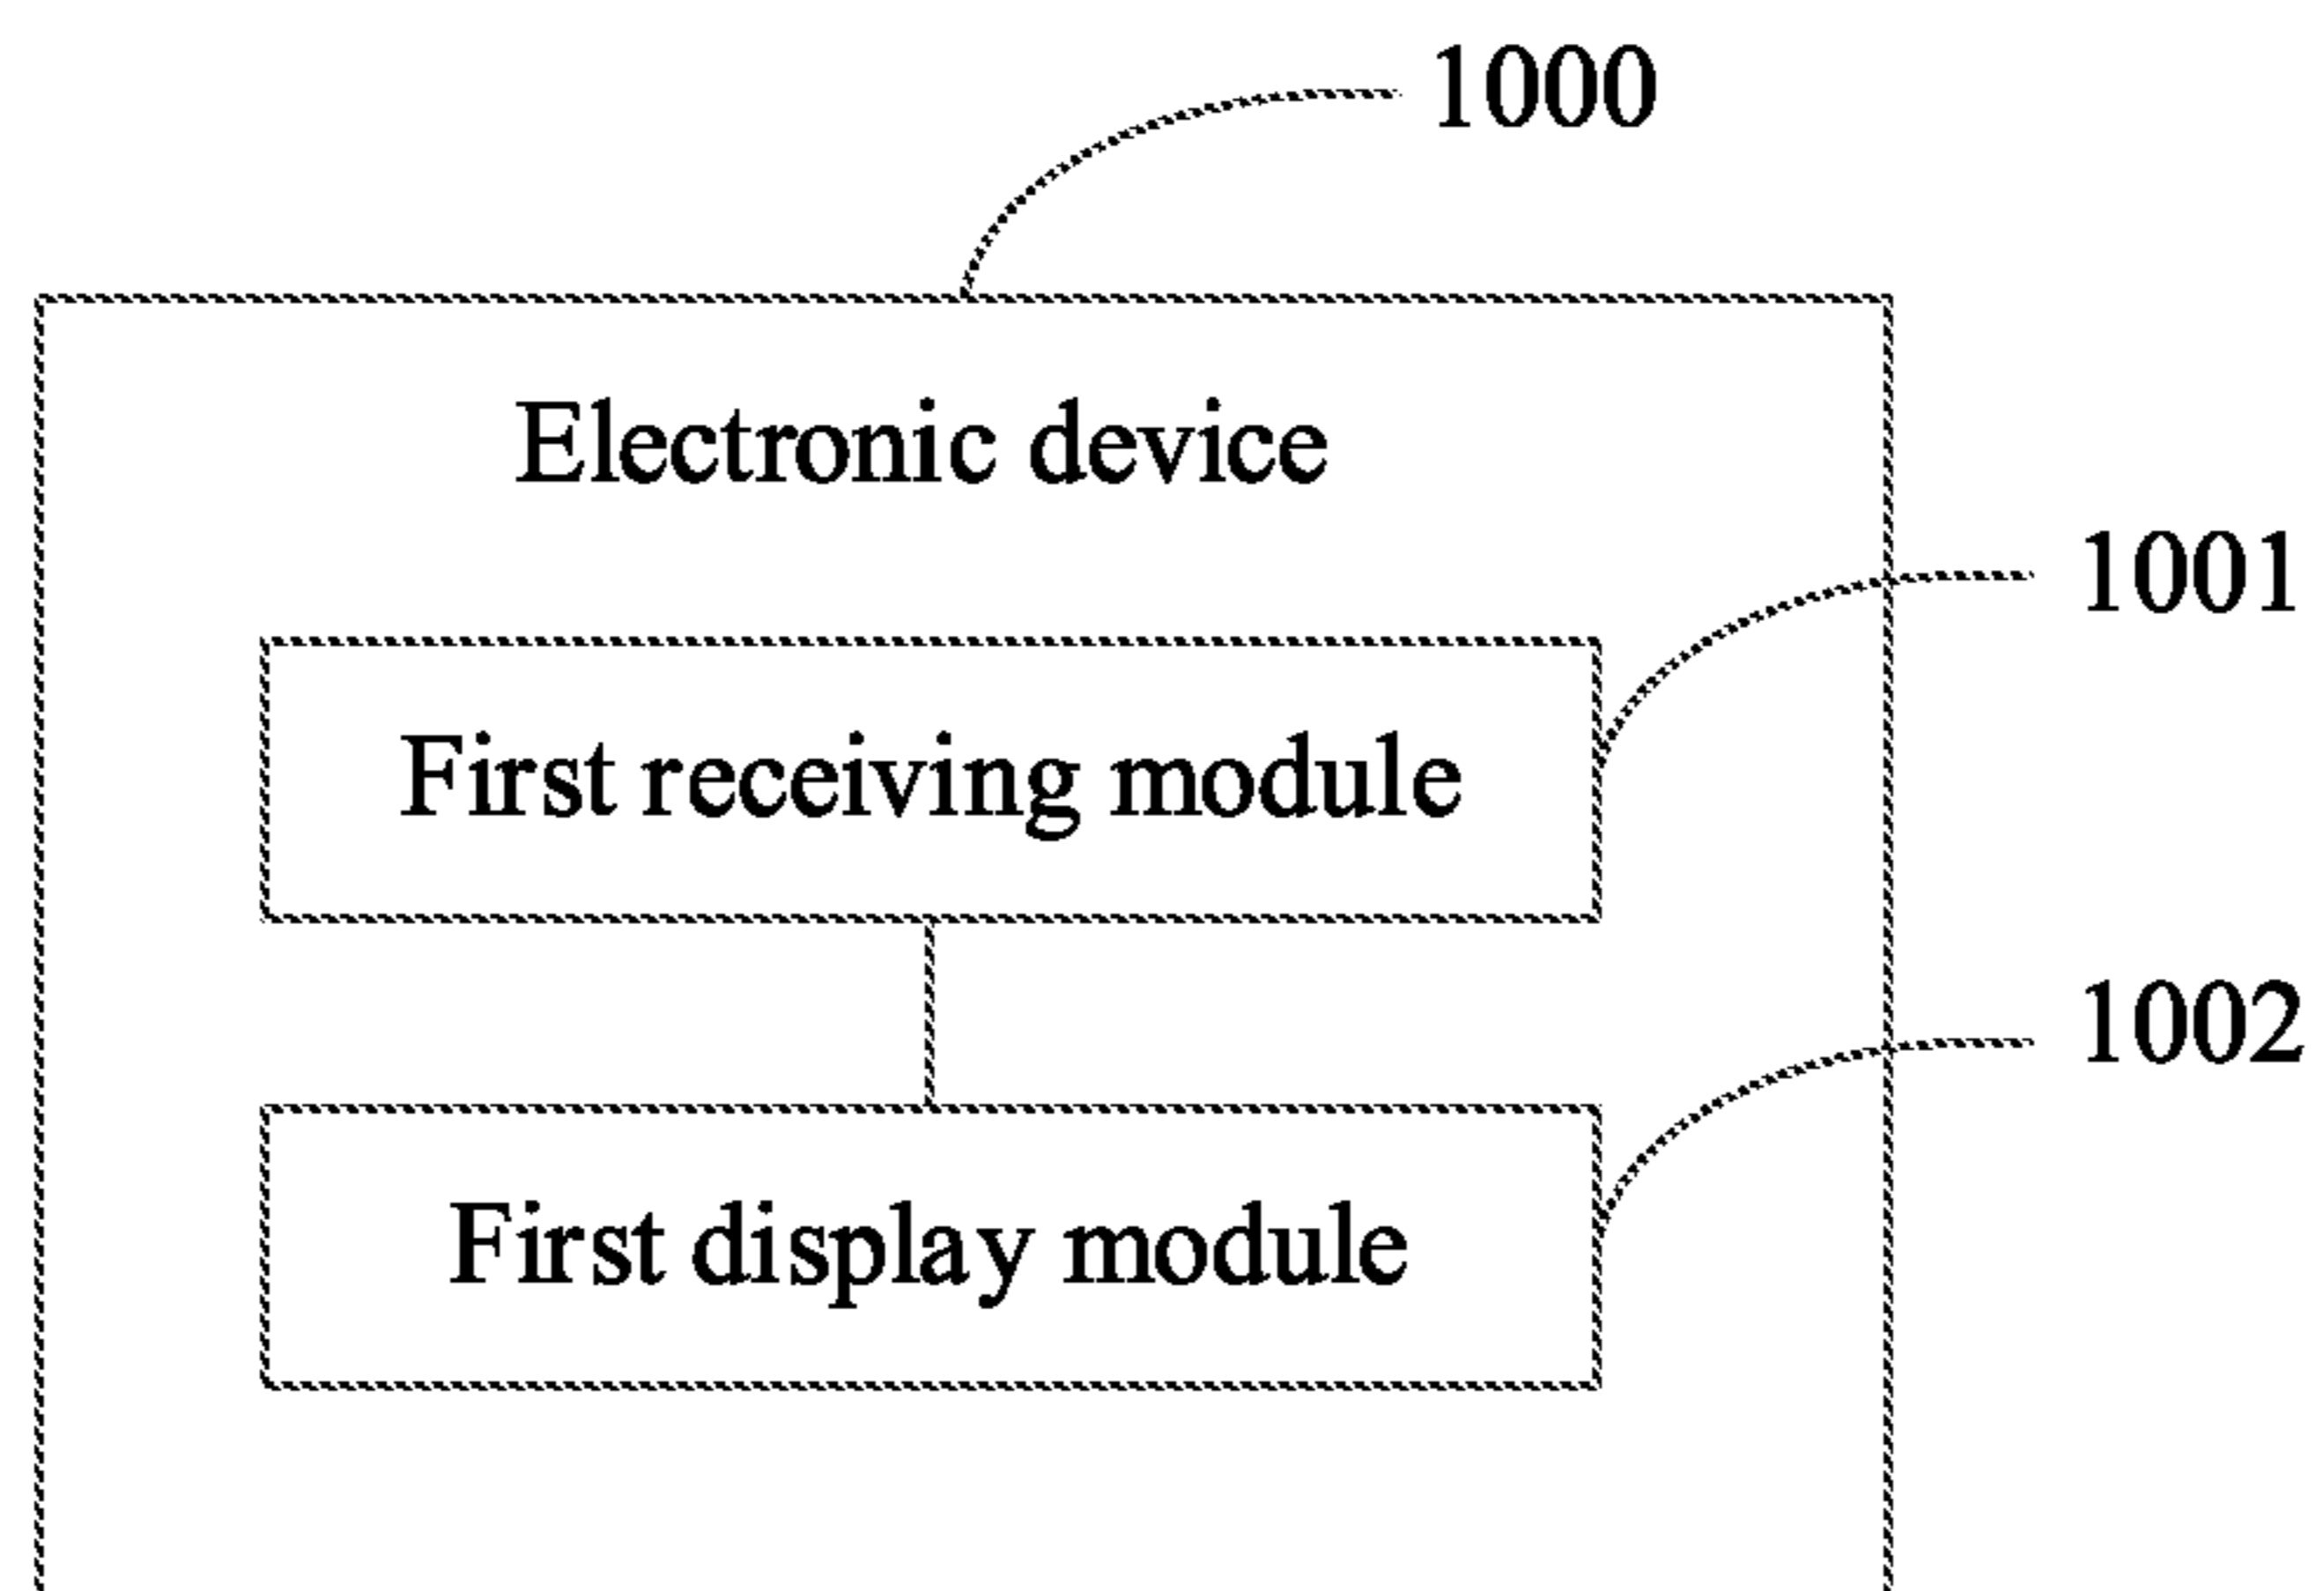 1000
Electronic device
1001
First receiving module
1002
First display module